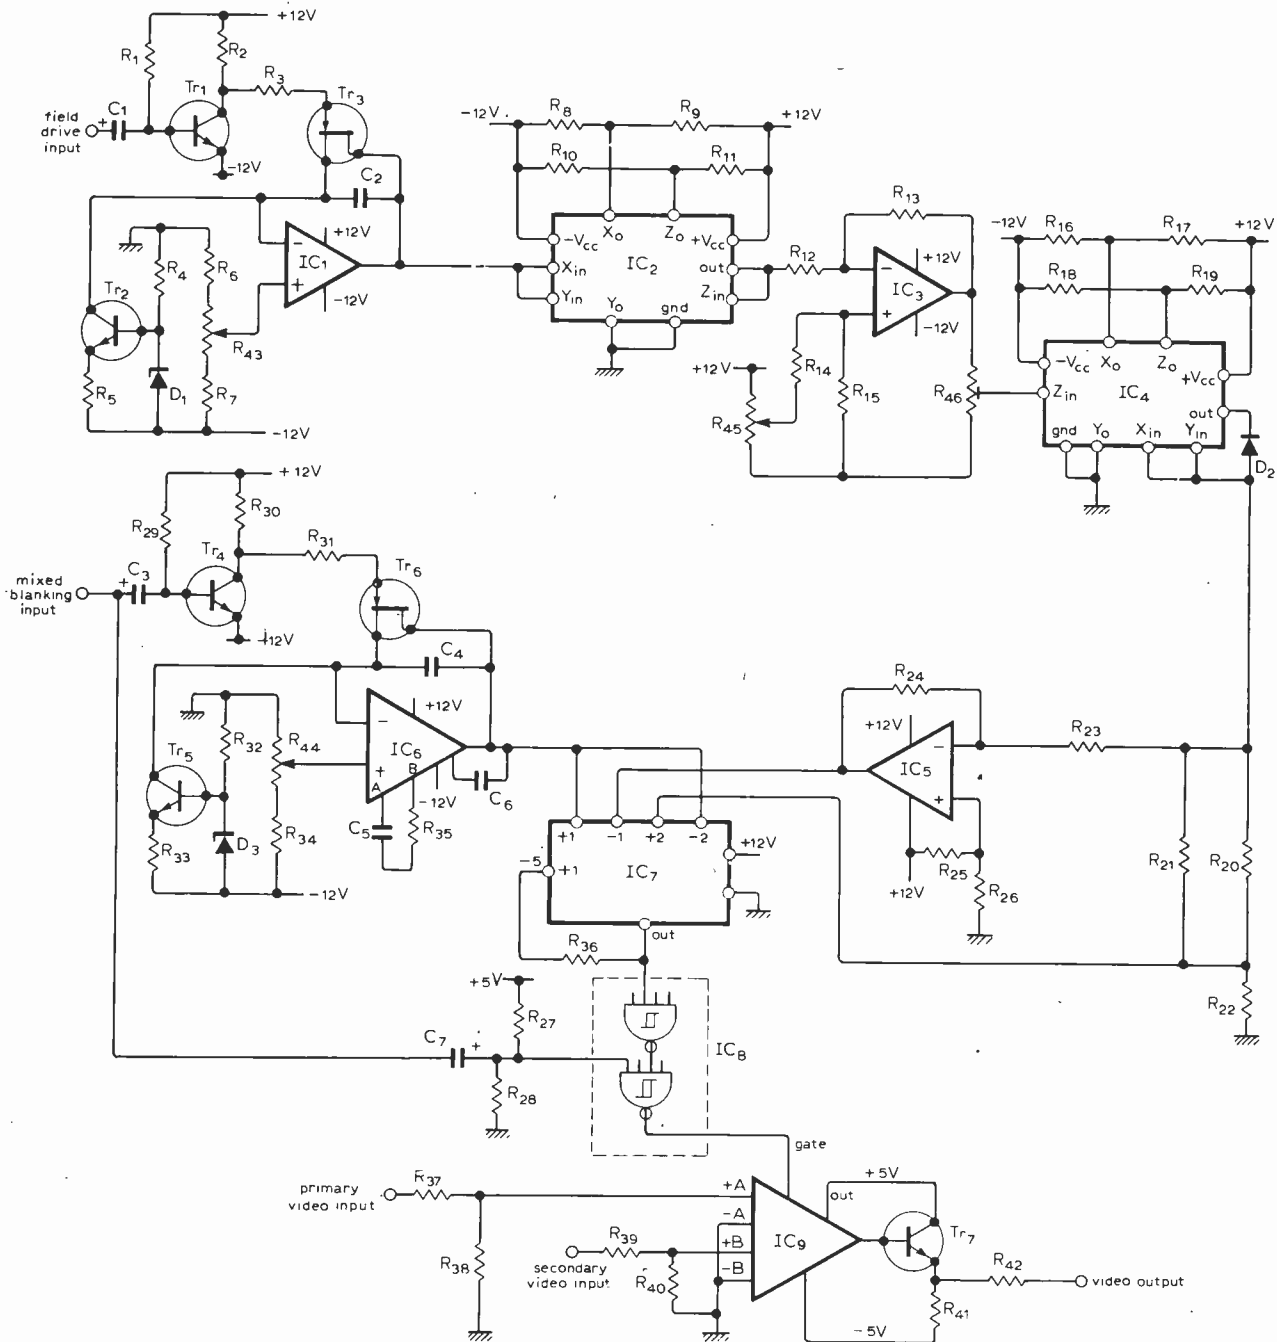 +12V
R1
R2
R3
Tr1
Tr3
field
drive
input
+
C1
-12V
C2
+12V
IC1
-12V
R4
R6
Tr2
R43
R5
D1
R7
-12V
-12V
R8
R9
+12V
R10
R11
Xo
Zo
-Vcc
+Vcc
Xin
IC2
out
Yin
Zin
Yo
gnd
R12
R13
+12V
IC3
-12V
+12V
R14
R45
R15
R46
-12V
R16
R17
+12V
R18
R19
Xo
Zo
-Vcc
+Vcc
Zin
IC4
out
gnd
Yo
Xin
Yin
D2
+12V
R29
R30
R31
Tr4
Tr6
mixed
blanking
input
+
C3
-12V
C4
+12V
IC6
A
B
-12V
C6
R32
R44
Tr5
C5
R35
R33
D3
R34
-12V
R24
+12V
IC5
R23
+12V
R25
R26
R21
R20
R22
+1
-1
+2
-2
+12V
-5
+1
IC7
out
R36
+5V
R27
C7
+
R28
IC8
gate
primary
video input
R37
R38
+A
-A
+B
-B
IC9
out
+5V
Tr7
secondary
video input
R39
R40
R42
video output
R41
-5V